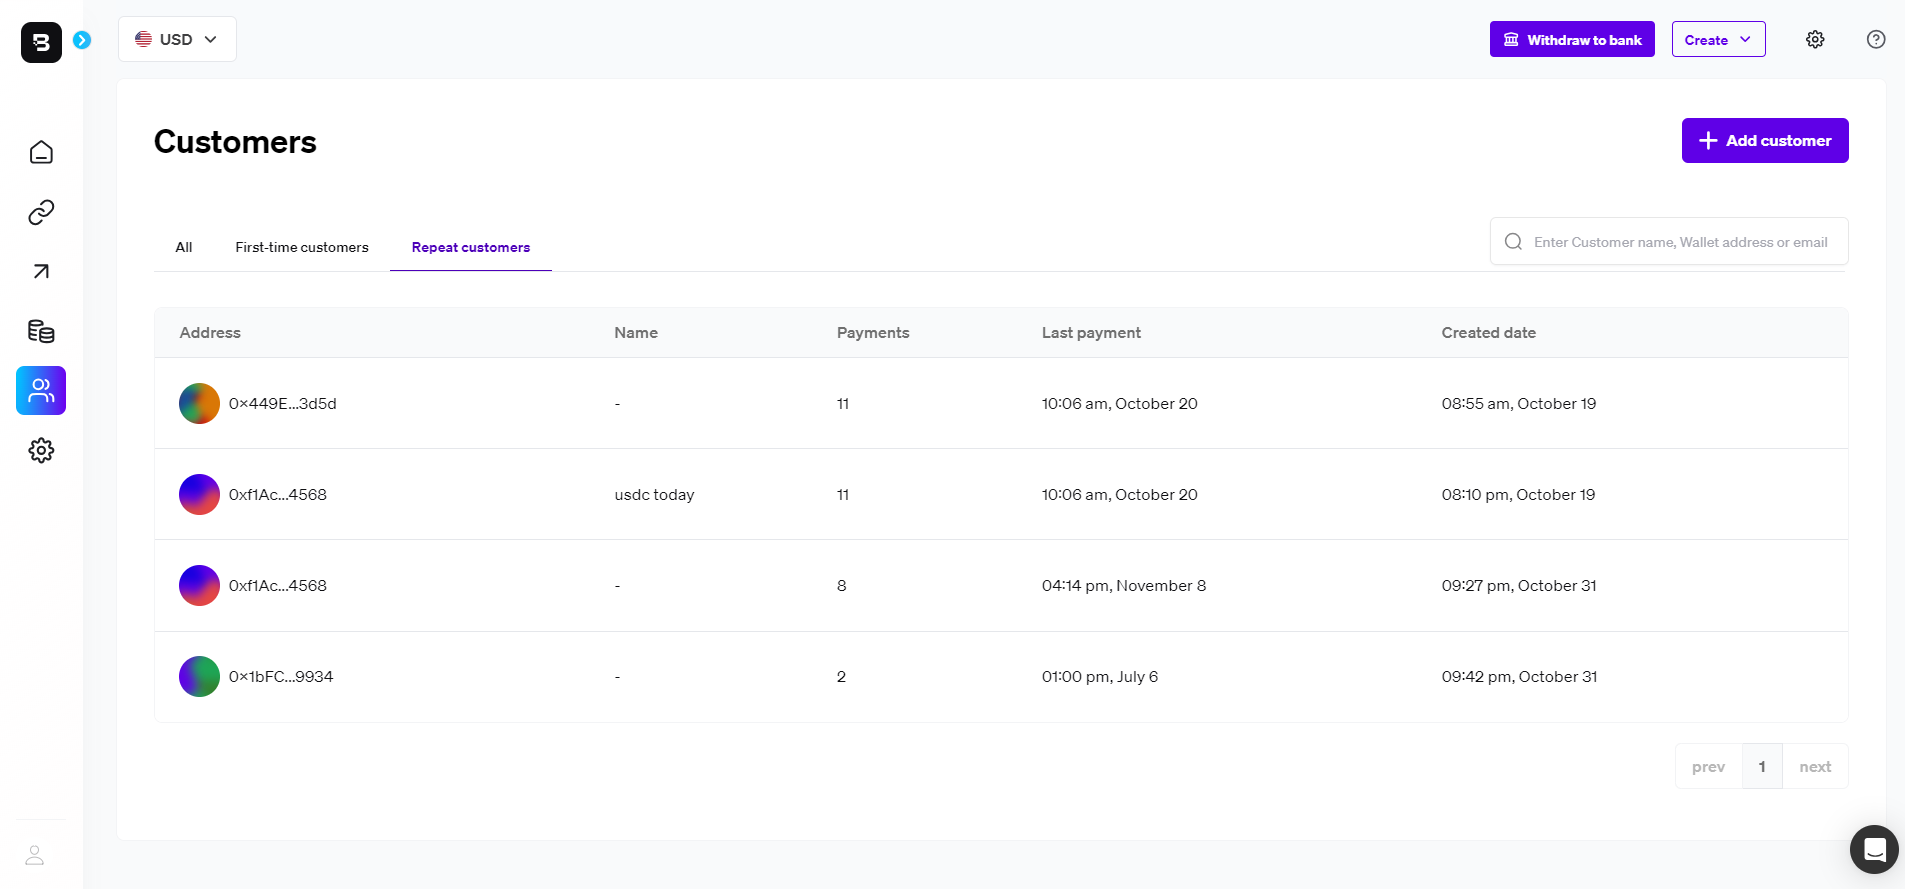 B
USD
Withdraw to bank
Create
Customers
Add customer
All First-time customers Repeat customers
Enter Customer name, Wallet address or email
Address Name Payments Last payment Created date
0x449E...3d5d - 11 10:06 am, October 20 08:55 am, October 19
0xf1Ac...4568 usdc today 11 10:06 am, October 20 08:10 pm, October 19
0xf1Ac...4568 - 8 04:14 pm, November 8 09:27 pm, October 31
0x1bFC...9934 - 2 01:00 pm, July 6 09:42 pm, October 31
prev 1 next